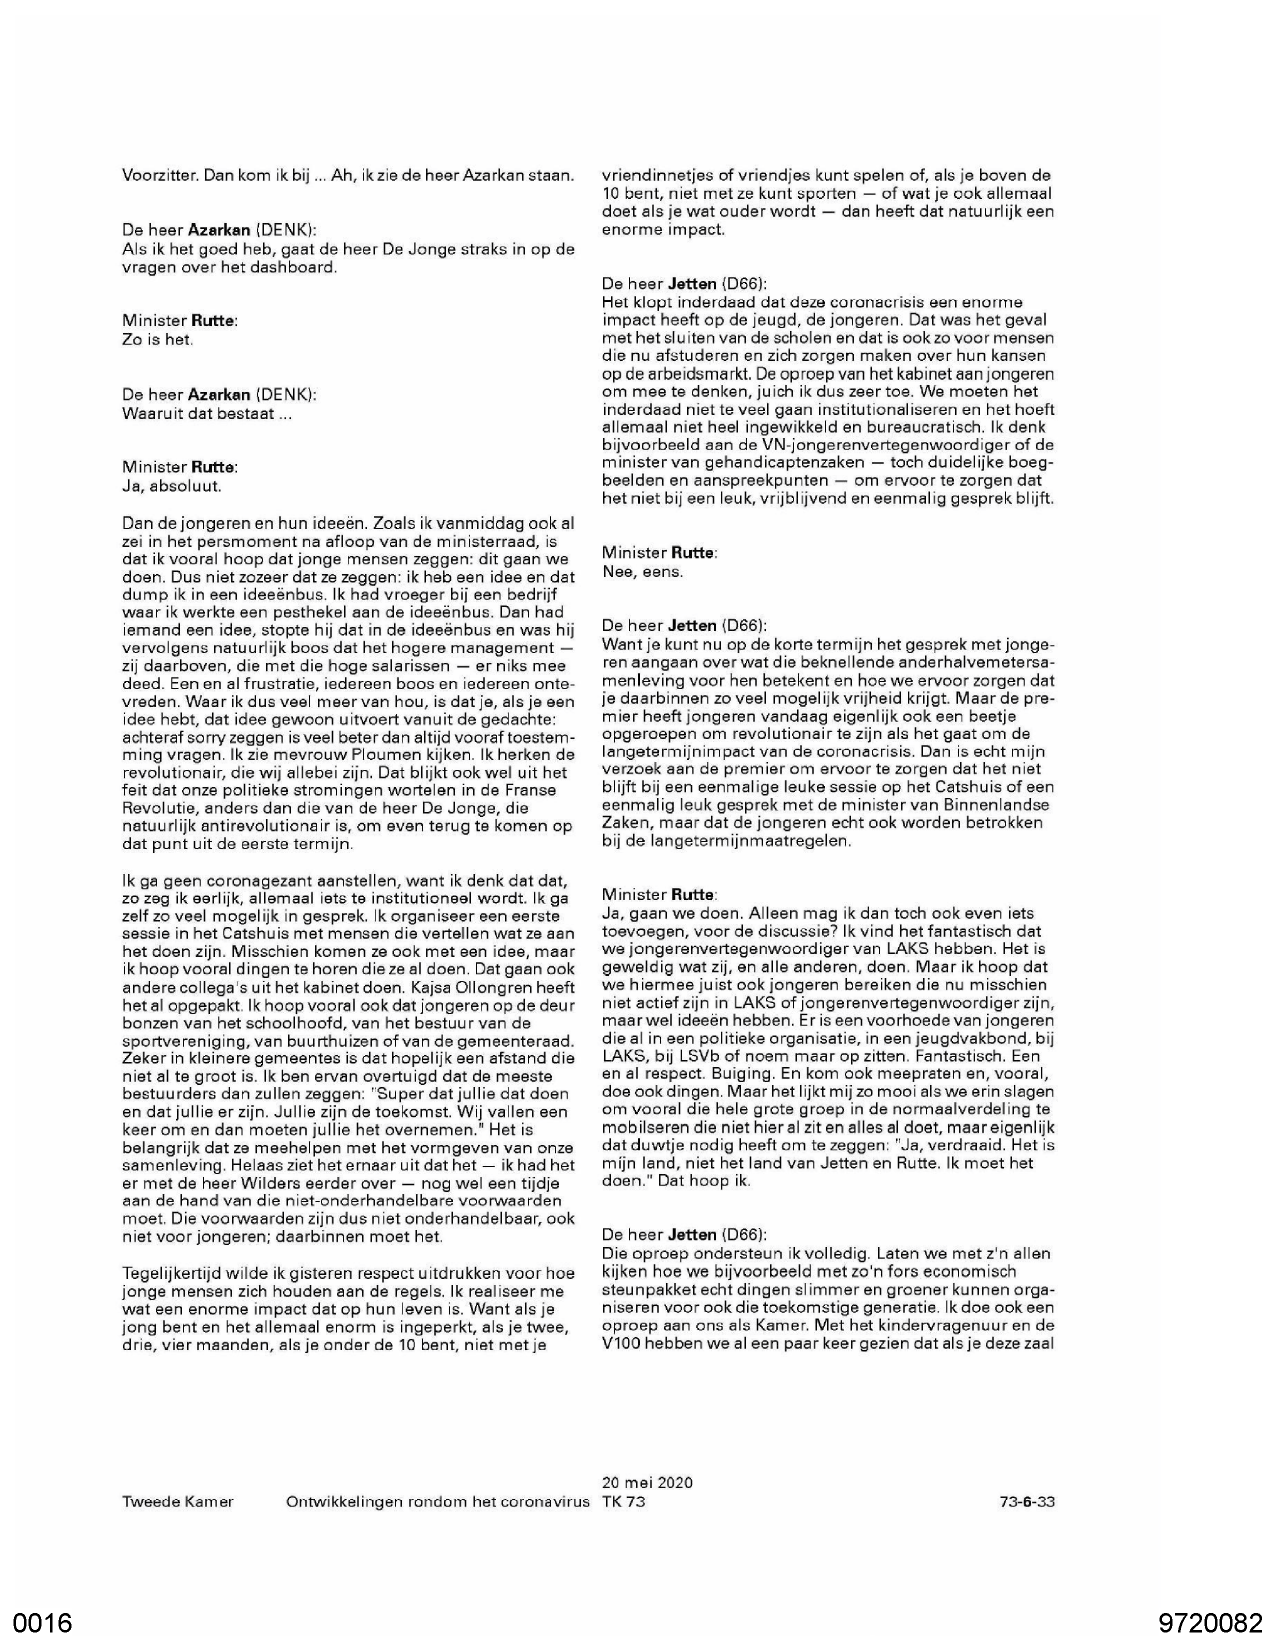 Voorzitter. Dan kom ik bij ... Ah, ik zie de heer Azarkan staan.
De heer Azarkan (DENK):
Als ik het goed heb, gaat de heer De Jonge straks in op de
vragen over het dashboard.
Minister Rutte:
Zo is het.
De heer Azarkan (DENK):
Waaruit dat bestaat ...
Minister Rutte:
Ja, absoluut.
Dan de jongeren en hun ideeën. Zoals ik vanmiddag ook al
zei in het persmoment na afloop van de ministerraad, is
dat ik vooral hoop dat jonge mensen zeggen: dit gaan we
doen. Dus niet zozeer dat ze zeggen: ik heb een idee en dat
dump ik in een ideeënbus. Ik had vroeger bij een bedrijf
waar ik werkte een pesthekel aan de ideeënbus. Dan had
iemand een idee, stopte hij dat in de ideeënbus en was hij
vervolgens natuurlijk boos dat het hogere management —
zij daarboven, die met die hoge salarissen — er niks mee
deed. Een en al frustratie, iedereen boos en iedereen onte-
vreden. Waar ik dus veel meer van hou, is dat je, als je een
idee hebt, dat idee gewoon uitvoert vanuit de gedachte:
achteraf sorry zeggen is veel beter dan altijd vooraf toestem-
ming vragen. Ik zie mevrouw Ploumen kijken. Ik herken de
revolutionair, die wij allebei zijn. Dat blijkt ook wel uit het
feit dat onze politieke stromingen wortelen in de Franse
Revolutie, anders dan die van de heer De Jonge, die
natuurlijk antirevolutionair is, om even terug te komen op
dat punt uit de eerste termijn.
Ik ga geen coronagezant aanstellen, want ik denk dat dat,
zo zeg ik eerlijk, allemaal iets te institutioneel wordt. Ik ga
zelf zo veel mogelijk in gesprek. Ik organiseer een eerste
sessie in het Catshuis met mensen die vertellen wat ze aan
het doen zijn. Misschien komen ze ook met een idee, maar
ik hoop vooral dingen te horen die ze al doen. Dat gaan ook
andere collega's uit het kabinet doen. Kajsa Ollongren heeft
het al opgepakt. Ik hoop vooral ook dat jongeren op de deur
bonzen van het schoolhoofd, van het bestuur van de
sportvereniging, van buurthuizen of van de gemeenteraad.
Zeker in kleinere gemeentes is dat hopelijk een afstand die
niet al te groot is. Ik ben ervan overtuigd dat de meeste
bestuurders dan zullen zeggen: "Super dat jullie dat doen
en dat jullie er zijn. Jullie zijn de toekomst. Wij vallen een
keer om en dan moeten jullie het overnemen." Het is
belangrijk dat ze meehelpen met het vormgeven van onze
samenleving. Helaas ziet het ernaar uit dat het — ik had het
er met de heer Wilders eerder over — nog wel een tijdje
aan de hand van die niet-onderhandelbare voorwaarden
moet. Die voorwaarden zijn dus niet onderhandelbaar, ook
niet voor jongeren; daarbinnen moet het.
Tegelijkertijd wilde ik gisteren respect uitdrukken voor hoe
jonge mensen zich houden aan de regels. Ik realiseer me
wat een enorme impact dat op hun leven is. Want als je
jong bent en het allemaal enorm is ingeperkt, als je twee,
drie, vier maanden, als je onder de 10 bent, niet met je
vriendinnetjes of vriendjes kunt spelen of, als je boven de
10 bent, niet met ze kunt sporten — of wat je ook allemaal
doet als je wat ouder wordt — dan heeft dat natuurlijk een
enorme impact.
De heer Jetten (D66):
Het klopt inderdaad dat deze coronacrisis een enorme
impact heeft op de jeugd, de jongeren. Dat was het geval
met het sluiten van de scholen en dat is ook zo voor mensen
die nu afstuderen en zich zorgen maken over hun kansen
op de arbeidsmarkt. De oproep van het kabinet aan jongeren
om mee te denken, juich ik dus zeer toe. We moeten het
inderdaad niet te veel gaan institutionaliseren en het hoeft
allemaal niet heel ingewikkeld en bureaucratisch. Ik denk
bijvoorbeeld aan de VN-jongerenvertegenwoordiger of de
minister van gehandicaptenzaken — toch duidelijke boeg-
beelden en aanspreekpunten — om ervoor te zorgen dat
het niet bij een leuk, vrijblijvend en eenmalig gesprek blijft.
Minister Rutte:
Nee, eens.
De heer Jetten (D66):
Want je kunt nu op de korte termijn het gesprek met jonge-
ren aangaan over wat die beknellende anderhalvemetersa-
menleving voor hen betekent en hoe we ervoor zorgen dat
je daarbinnen zo veel mogelijk vrijheid krijgt. Maar de pre-
mier heeft jongeren vandaag eigenlijk ook een beetje
opgeroepen om revolutionair te zijn als het gaat om de
langetermijnimpact van de coronacrisis. Dan is echt mijn
verzoek aan de premier om ervoor te zorgen dat het niet
blijft bij een eenmalige leuke sessie op het Catshuis of een
eenmalig leuk gesprek met de minister van Binnenlandse
Zaken, maar dat de jongeren echt ook worden betrokken
bij de langetermijnmaatregelen.
Minister Rutte:
Ja, gaan we doen. Alleen mag ik dan toch ook even iets
toevoegen, voor de discussie? Ik vind het fantastisch dat
we jongerenvertegenwoordiger van LAKS hebben. Het is
geweldig wat zij, en alle anderen, doen. Maar ik hoop dat
we hiermee juist ook jongeren bereiken die nu misschien
niet actief zijn in LAKS of jongerenvertegenwoordiger zijn,
maar wel ideeën hebben. Er is een voorhoede van jongeren
die al in een politieke organisatie, in een jeugdvakbond, bij
LAKS, bij LSVb of noem maar op zitten. Fantastisch. Een
en al respect. Buiging. En kom ook meepraten en, vooral,
doe ook dingen. Maar het lijkt mij zo mooi als we erin slagen
om vooral die hele grote groep in de normaalverdeling te
mobilseren die niet hier al zit en alles al doet, maar eigenlijk
dat duwtje nodig heeft om te zeggen: "Ja, verdraaid. Het is
míjn land, niet het land van Jetten en Rutte. Ik moet het
doen." Dat hoop ik.
De heer Jetten (D66):
Die oproep ondersteun ik volledig. Laten we met z'n allen
kijken hoe we bijvoorbeeld met zo'n fors economisch
steunpakket echt dingen slimmer en groener kunnen orga-
niseren voor ook die toekomstige generatie. Ik doe ook een
oproep aan ons als Kamer. Met het kindervragenuur en de
V100 hebben we al een paar keer gezien dat als je deze zaal
20 mei 2020
Tweede Kamer Ontwikkelingen rondom het coronavirus TK 73 73-6-33
0016 9720082